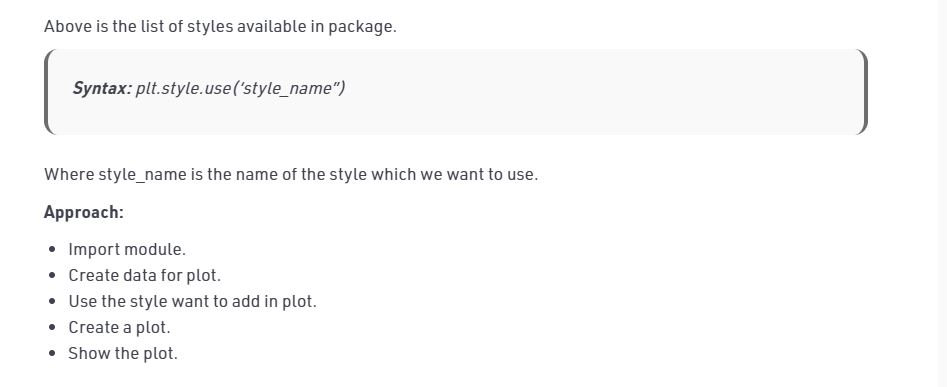 Above is the list of styles available in package.
Syntax: plt.style.use(‘style_name”)
Where style_name is the name of the style which we want to use.
Approach:
• Import module.
• Create data for plot.
• Use the style want to add in plot.
• Create a plot.
• Show the plot.